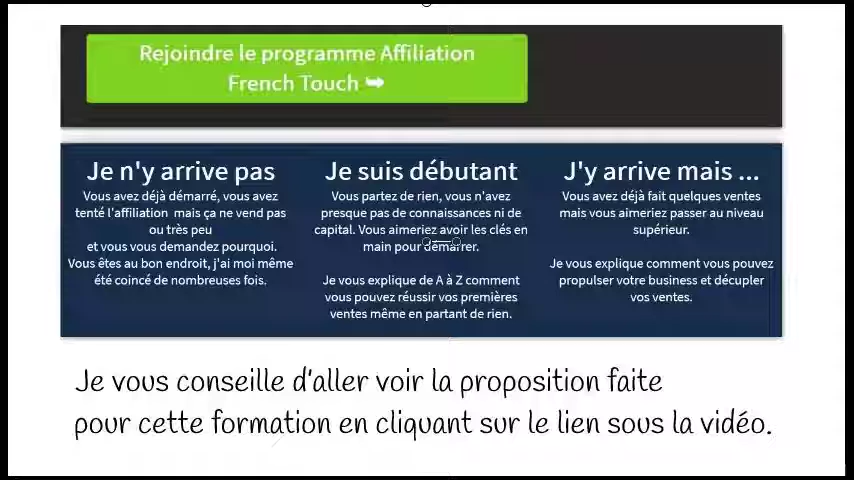 Rejoindre le programme Affiliation
French Touch ➥
Je n'y arrive pas
Vous avez déjà démarré, vous avez
tenté l'affiliation mais ça ne vend pas
ou très peu
et vous vous demandez pourquoi.
Vous êtes au bon endroit, j'ai moi même
été coincé de nombreuses fois.
Je suis débutant
Vous partez de rien, vous n'avez
presque pas de connaissances ni de
capital. Vous aimeriez avoir les clés en
main pour démarrer.
Je vous explique de A à Z comment
vous pouvez réussir vos premières
ventes même en partant de rien.
J'y arrive mais ...
Vous avez déjà fait quelques ventes
mais vous aimeriez passer au niveau
supérieur.
Je vous explique comment vous pouvez
propulser votre business et décupler
vos ventes.
Je vous conseille d'aller voir la proposition faite
pour cette formation en cliquant sur le lien sous la vidéo.